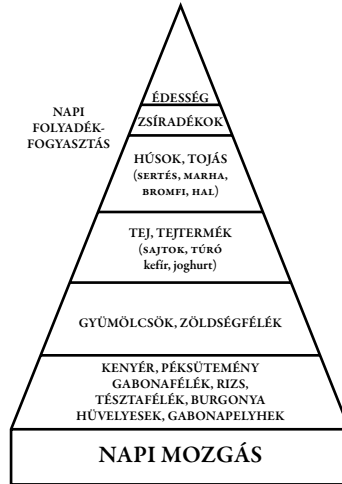 ÉDESSÉG
NAPI
FOLYADÉK-
FOGYASZTÁS
ZSÍRADÉKOK
HÚSOK, TOJÁS
(SERTÉS, MARHA,
BROMFI, HAL)
TEJ, TEJTERMÉK
(SAJTOK, TÚRÓ
kefír, joghurt)
GYÜMÖLCSÖK, ZÖLDSÉGFÉLÉK
KENYÉR, PÉKSÜTEMÉNY
GABONAFÉLÉK, RIZS,
TÉSZTAFÉLÉK, BURGONYA
HÜVELYESEK, GABONAPELYHEK
NAPI MOZGÁS